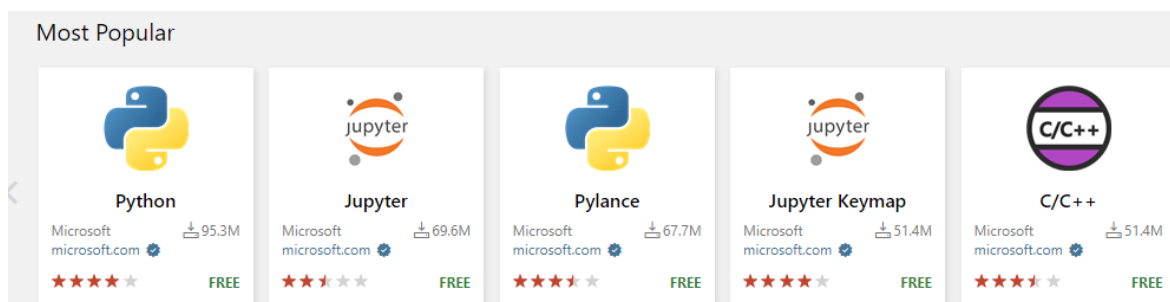 Most Popular
jupyter
jupyter
C/C++
Python
Jupyter
Pylance
Jupyter Keymap
C/C++
Microsoft 95.3M
Microsoft 69.6M
Microsoft 67.7M
Microsoft 51.4M
Microsoft 51.4M
microsoft.com
microsoft.com
microsoft.com
microsoft.com
microsoft.com
FREE
FREE
FREE
FREE
FREE